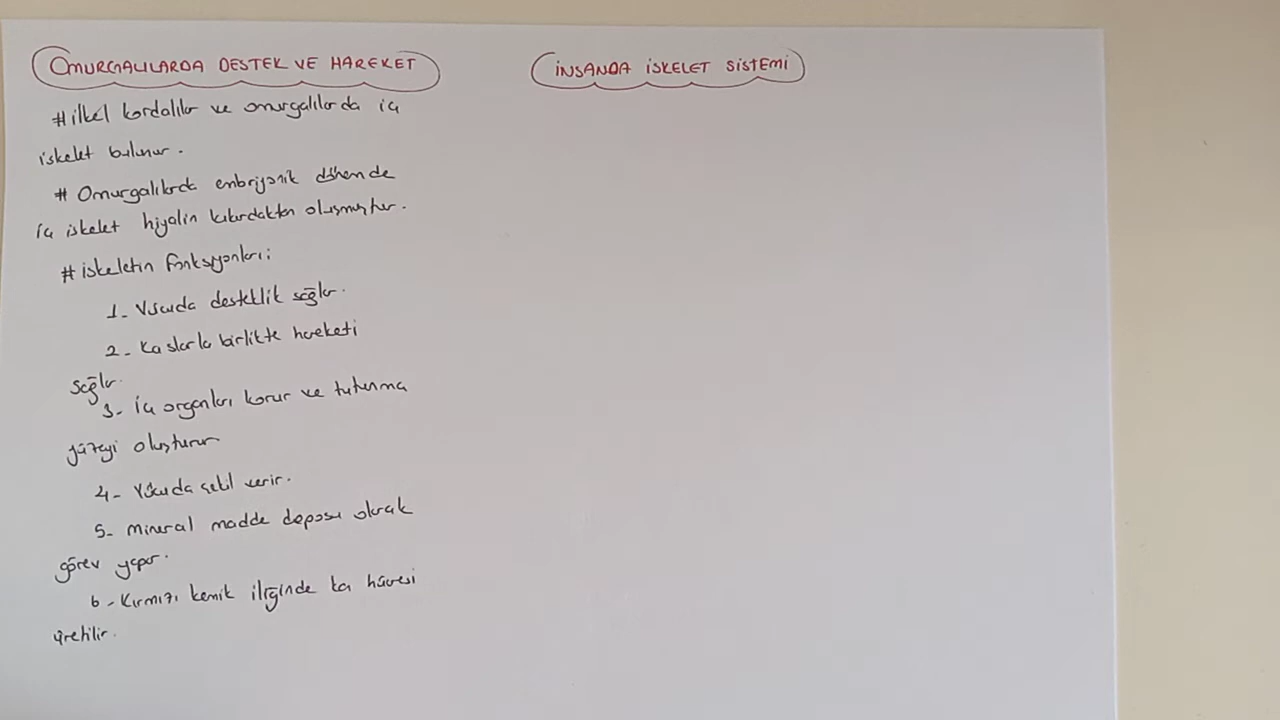 OMURGALILARDA DESTEK VE HAREKET
# ilkel kordalılar ve omurgalılarda iç
iskelet bulunur.
# Omurgalılarda embriyonik dönemde
iç iskelet hiyalin kıkırdaktan oluşmuştur.
# iskeletin fonksiyonları;
1- Vücuda desteklik sağlar.
2- Kaslarla birlikte hareketi
sağlar.
3- İç organları korur ve tutunma
yüzeyi oluşturur
4- Vücuda şekil verir.
5- Mineral madde deposu olarak
görev yapar.
6- Kırmızı kemik iliğinde kan hücresi
üretilir.
İNSANDA İSKELET SİSTEMİ